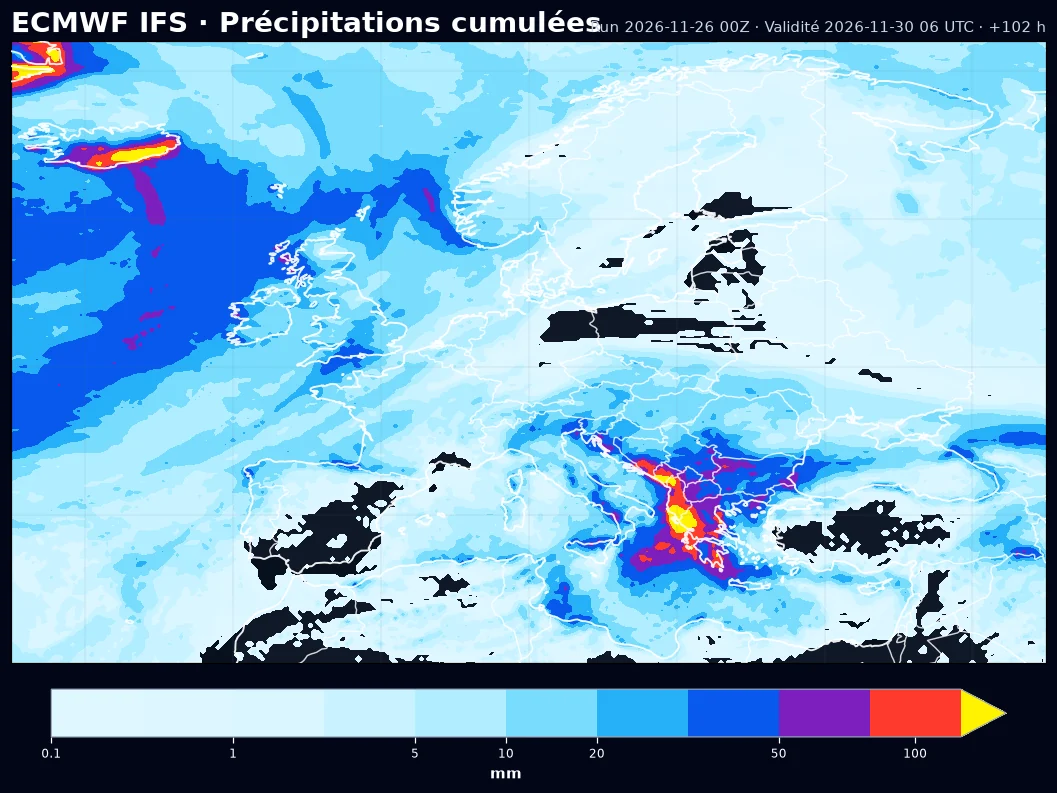 ECMWF IFS · Précipitations cumulées
Run 2026-11-26 00Z · Validité 2026-11-30 06 UTC · +102 h
0.1 1 5 10 20 50 100
mm